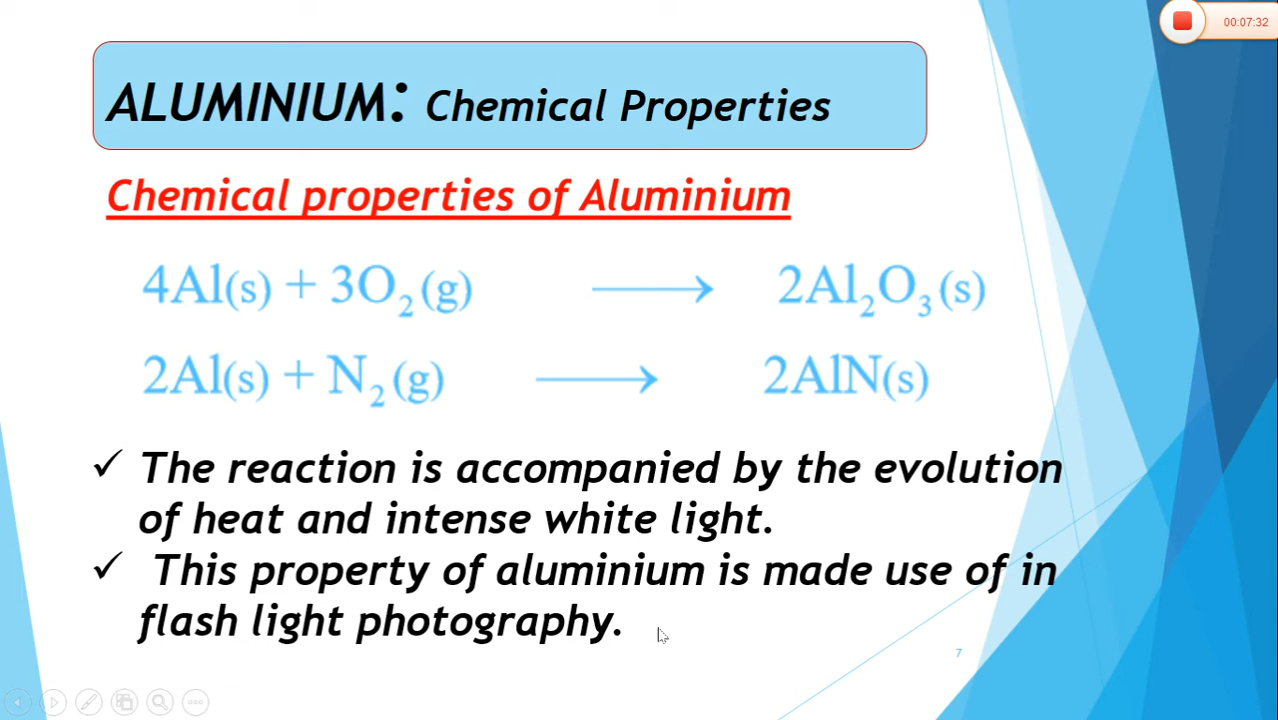 00:07:32
ALUMINIUM: Chemical Properties
Chemical properties of Aluminium
4Al(s) + 3O₂(g) ⟶ 2Al₂O₃(s)
2Al(s) + N₂(g) ⟶ 2AlN(s)
✓ The reaction is accompanied by the evolution
of heat and intense white light.
✓ This property of aluminium is made use of in
flash light photography.
7